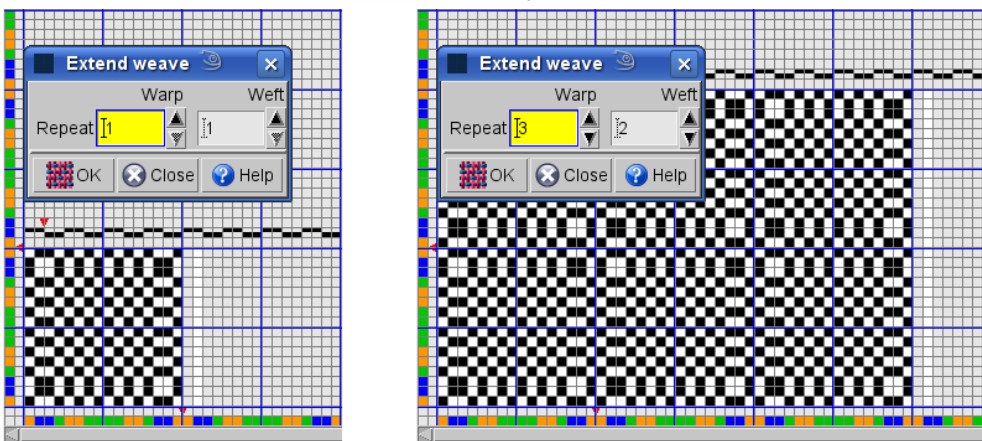 Extend weave
Warp Weft
Repeat 1 1
OK Close Help
Extend weave
Warp Weft
Repeat 3 2
OK Close Help